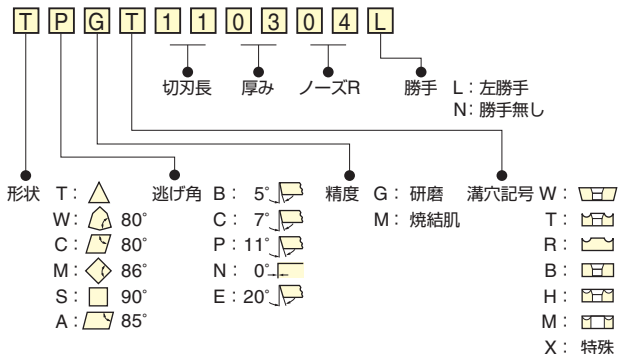 T P G T 1 1 0 3 0 4 L
切刃長 厚み ノーズR 勝手 L：左勝手
N：勝手無し
形状 T： 逃げ角 B： 5° 精度 G：研磨 溝穴記号 W：
W： 80° C： 7° M：焼結肌 T：
C： 80° P：11° R：
M： 86° N： 0° B：
S： 90° E：20° H：
A： 85° M：
X：特殊